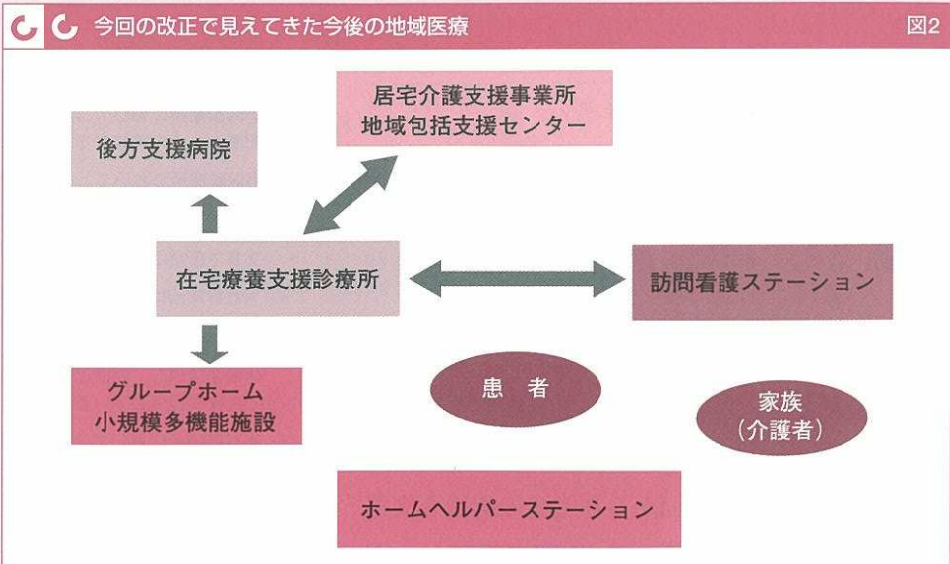 今回の改正で見えてきた今後の地域医療
図2
居宅介護支援事業所
地域包括支援センター
後方支援病院
在宅療養支援診療所
訪問看護ステーション
グループホーム
小規模多機能施設
患 者
家族
(介護者)
ホームヘルパーステーション